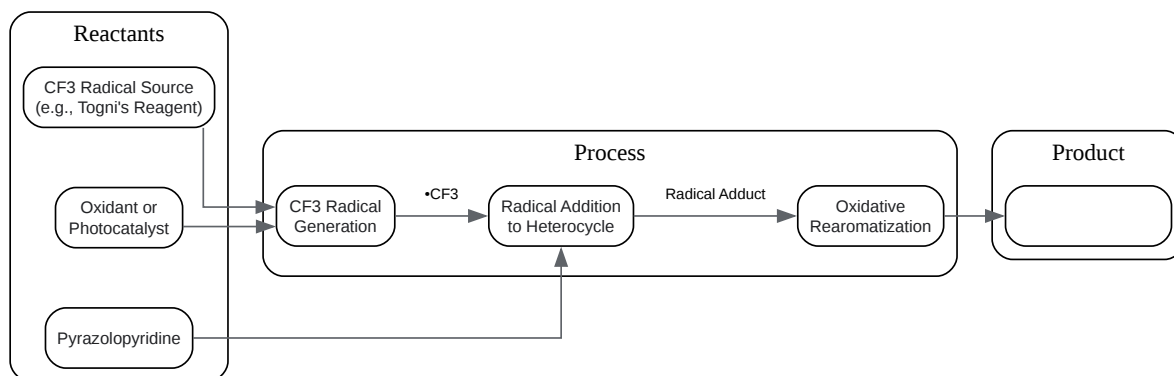 Reactants
CF3 Radical Source
(e.g., Togni's Reagent)
Oxidant or
Photocatalyst
Pyrazolopyridine
Process
CF3 Radical
Generation
•CF3
Radical Addition
to Heterocycle
Radical Adduct
Oxidative
Rearomatization
Product